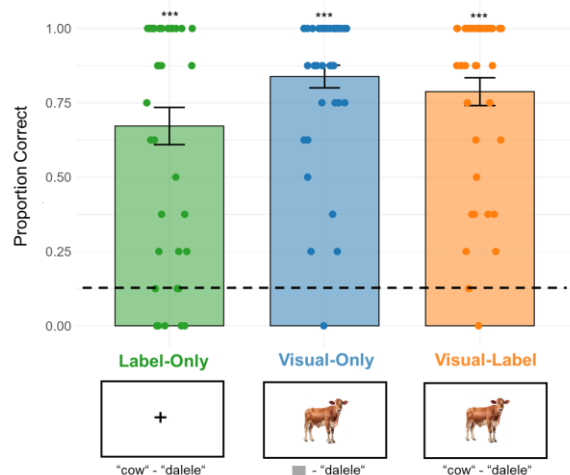 *** *** ***
1.00
0.75
0.50
0.25
0.00
Proportion Correct
Label-Only Visual-Only Visual-Label
+
"cow" - "dalele" - "dalele" "cow" - "dalele"